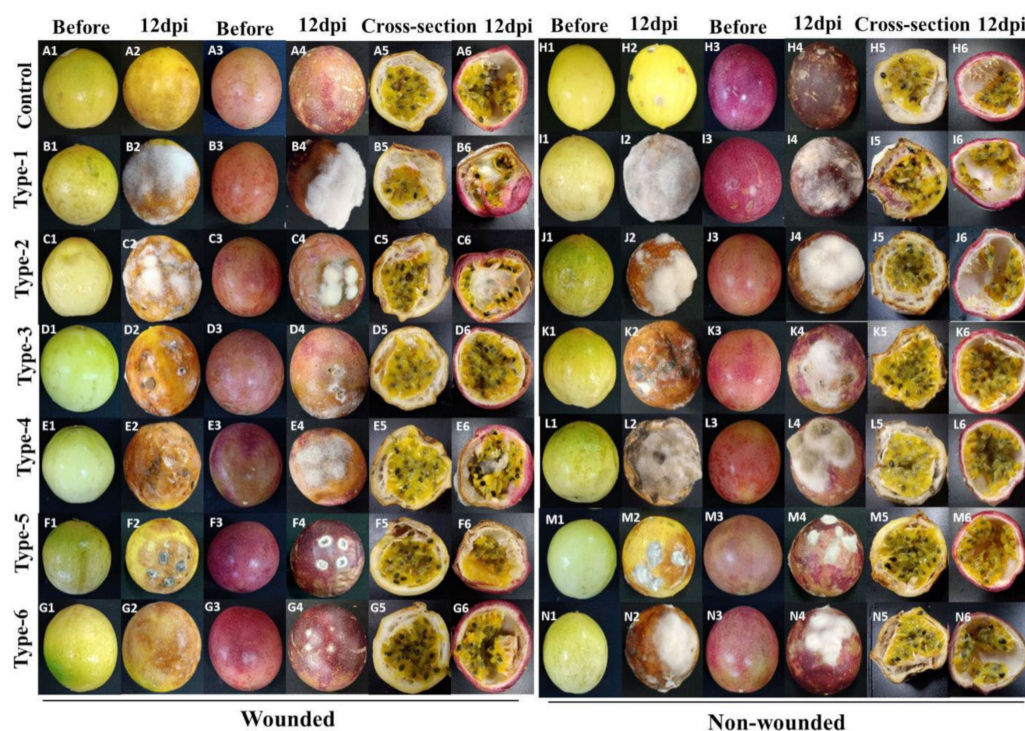 Before 12dpi Before 12dpi Cross-section 12dpi Before 12dpi Before 12dpi Cross-section 12dpi
Control A1 A2 A3 A4 A5 A6 H1 H2 H3 H4 H5 H6
Type-1 B1 B2 B3 B4 B5 B6 I1 I2 I3 I4 I5 I6
Type-2 C1 C2 C3 C4 C5 C6 J1 J2 J3 J4 J5 J6
Type-3 D1 D2 D3 D4 D5 D6 K1 K2 K3 K4 K5 K6
Type-4 E1 E2 E3 E4 E5 E6 L1 L2 L3 L4 L5 L6
Type-5 F1 F2 F3 F4 F5 F6 M1 M2 M3 M4 M5 M6
Type-6 G1 G2 G3 G4 G5 G6 N1 N2 N3 N4 N5 N6
Wounded Non-wounded